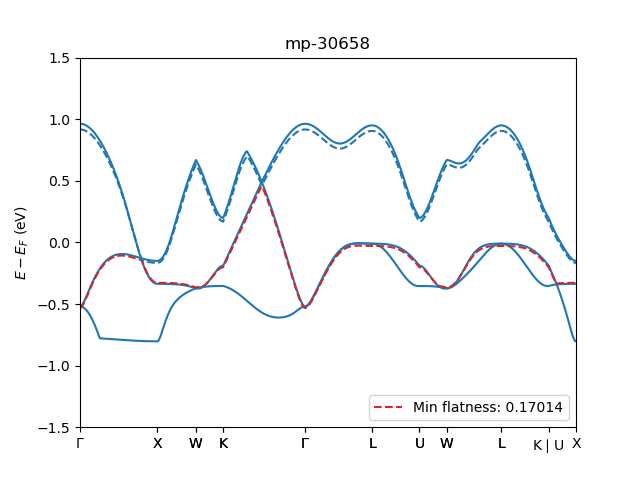 mp-30658
1.5
1.0
0.5
0.0
−0.5
−1.0
−1.5
E − E_F (eV)
Min flatness: 0.17014
Γ X W K Γ L U W L K | U X